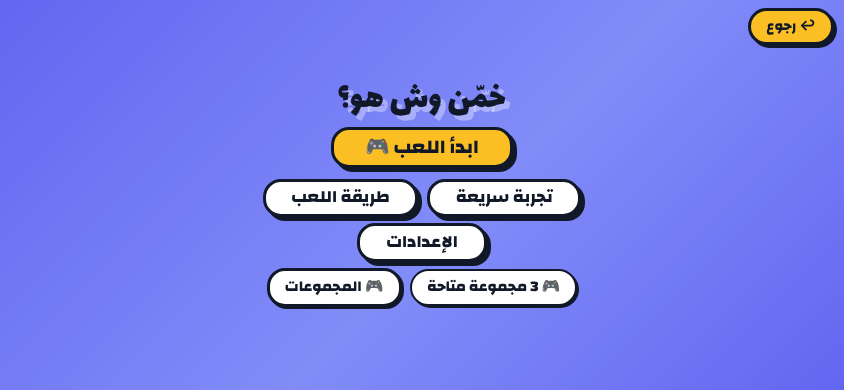 ↩ رجوع
خمّن وش هو؟
ابدأ اللعب 🎮
تجربة سريعة
طريقة اللعب
الإعدادات
🎮 3 مجموعة متاحة
🎮 المجموعات